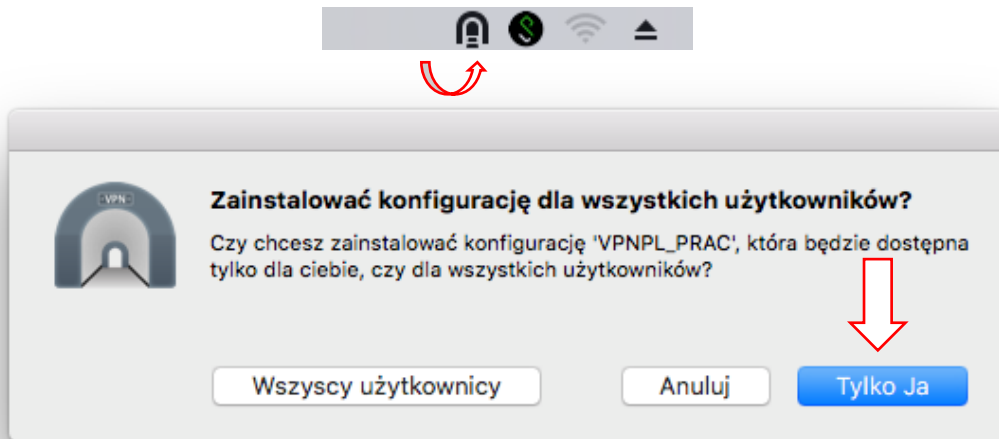 VPN
Zainstalować konfigurację dla wszystkich użytkowników?
Czy chcesz zainstalować konfigurację 'VPNPL_PRAC', która będzie dostępna
tylko dla ciebie, czy dla wszystkich użytkowników?
Wszyscy użytkownicy
Anuluj
Tylko Ja